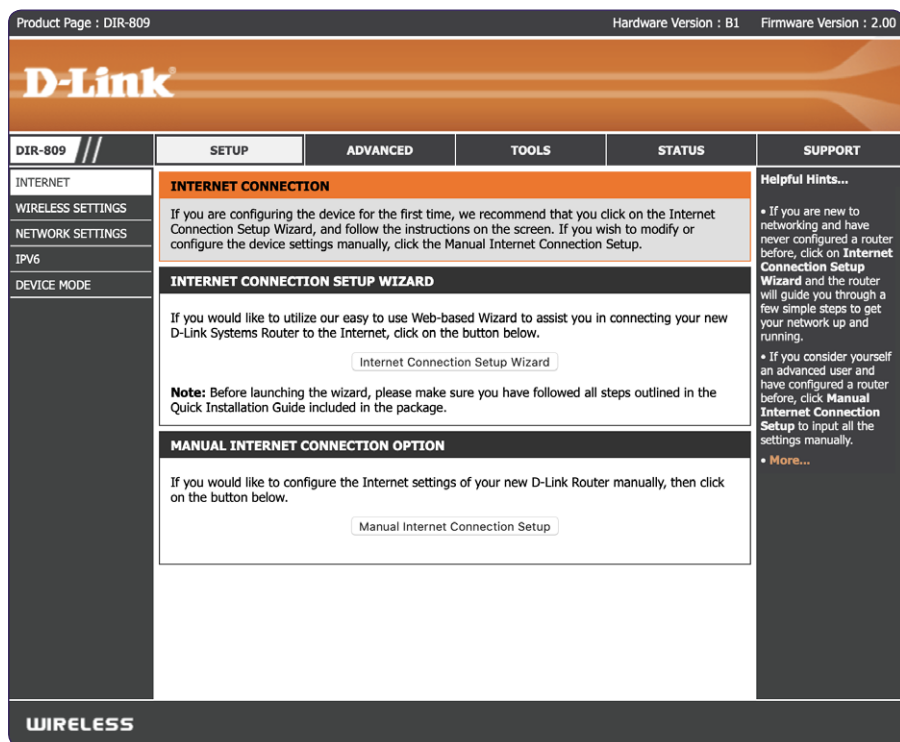 Product Page : DIR-809
Hardware Version : B1
Firmware Version : 2.00
D-Link
DIR-809
SETUP
ADVANCED
TOOLS
STATUS
SUPPORT
INTERNET
WIRELESS SETTINGS
NETWORK SETTINGS
IPV6
DEVICE MODE
INTERNET CONNECTION
If you are configuring the device for the first time, we recommend that you click on the Internet
Connection Setup Wizard, and follow the instructions on the screen. If you wish to modify or
configure the device settings manually, click the Manual Internet Connection Setup.
INTERNET CONNECTION SETUP WIZARD
If you would like to utilize our easy to use Web-based Wizard to assist you in connecting your new
D-Link Systems Router to the Internet, click on the button below.
Internet Connection Setup Wizard
Note: Before launching the wizard, please make sure you have followed all steps outlined in the
Quick Installation Guide included in the package.
MANUAL INTERNET CONNECTION OPTION
If you would like to configure the Internet settings of your new D-Link Router manually, then click
on the button below.
Manual Internet Connection Setup
Helpful Hints...
• If you are new to
networking and have
never configured a router
before, click on Internet
Connection Setup
Wizard and the router
will guide you through a
few simple steps to get
your network up and
running.
• If you consider yourself
an advanced user and
have configured a router
before, click Manual
Internet Connection
Setup to input all the
settings manually.
• More...
WIRELESS